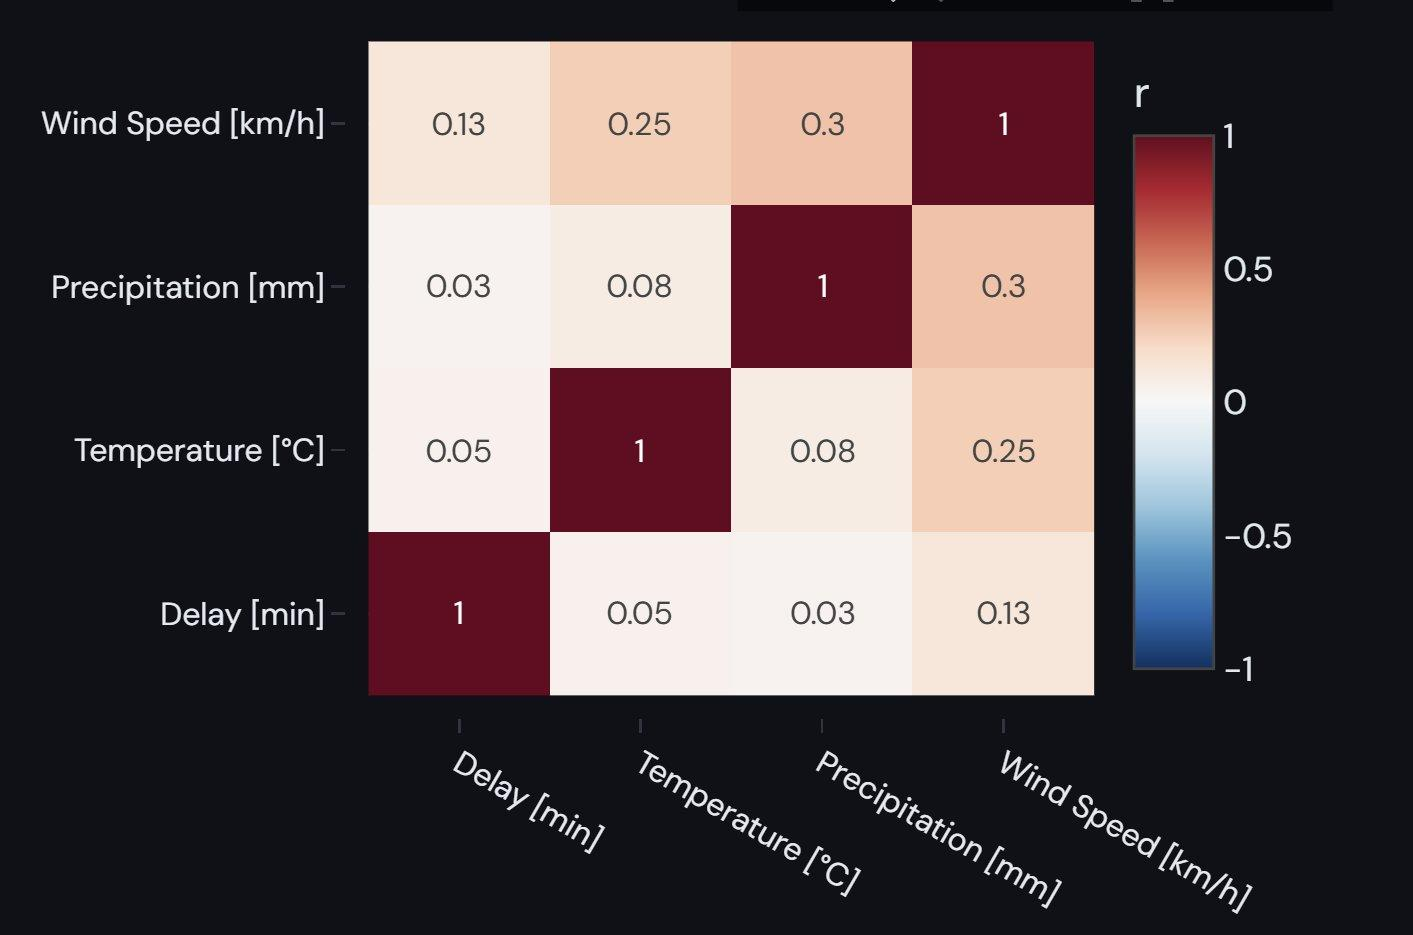 Wind Speed [km/h] 0.13 0.25 0.3 1
Precipitation [mm] 0.03 0.08 1 0.3
Temperature [°C] 0.05 1 0.08 0.25
Delay [min] 1 0.05 0.03 0.13
Delay [min]
Temperature [°C]
Precipitation [mm]
Wind Speed [km/h]
r
1
0.5
0
−0.5
−1